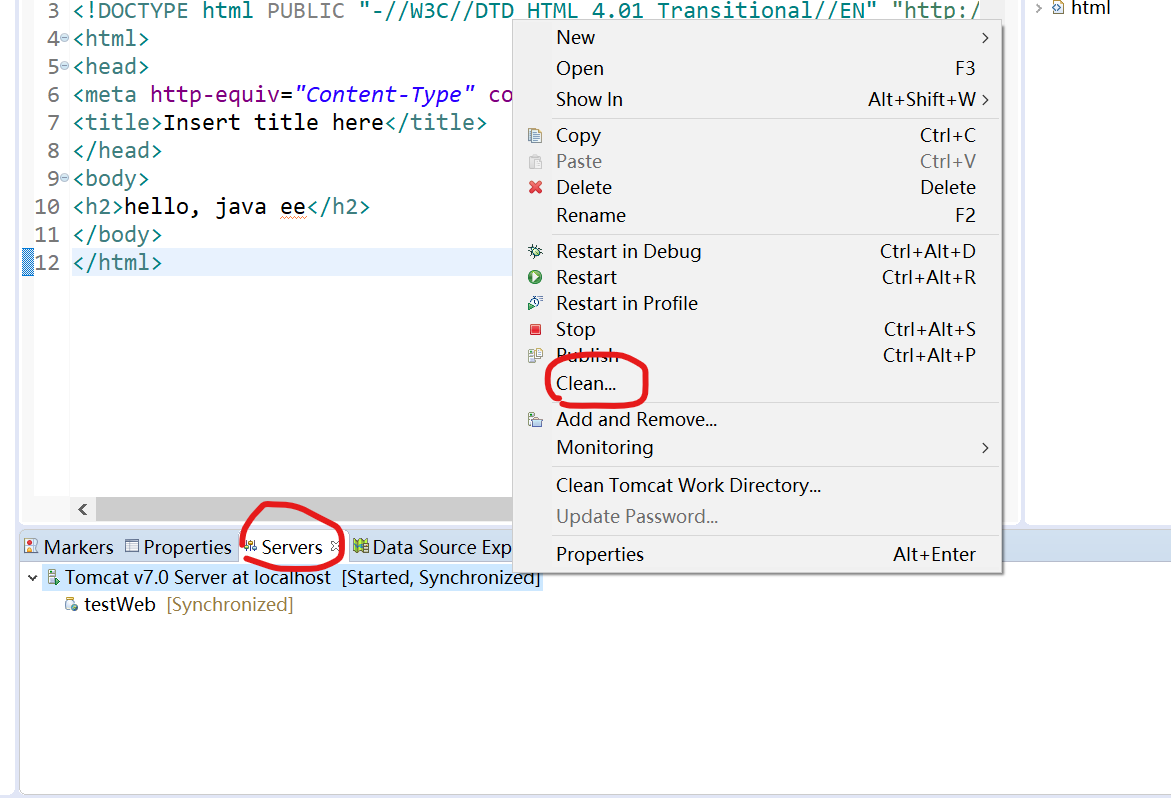 3 <!DOCTYPE html PUBLIC "-//W3C//DTD HTML 4.01 Transitional//EN" "http:/
4 <html>
5 <head>
6 <meta http-equiv="Content-Type" co
7 <title>Insert title here</title>
8 </head>
9 <body>
10 <h2>hello, java ee</h2>
11 </body>
12 </html>
html
New
Open F3
Show In Alt+Shift+W
Copy Ctrl+C
Paste Ctrl+V
Delete Delete
Rename F2
Restart in Debug Ctrl+Alt+D
Restart Ctrl+Alt+R
Restart in Profile
Stop Ctrl+Alt+S
Publish Ctrl+Alt+P
Clean...
Add and Remove...
Monitoring
Clean Tomcat Work Directory...
Update Password...
Properties Alt+Enter
Markers Properties Servers Data Source Exp
Tomcat v7.0 Server at localhost [Started, Synchronized]
testWeb [Synchronized]